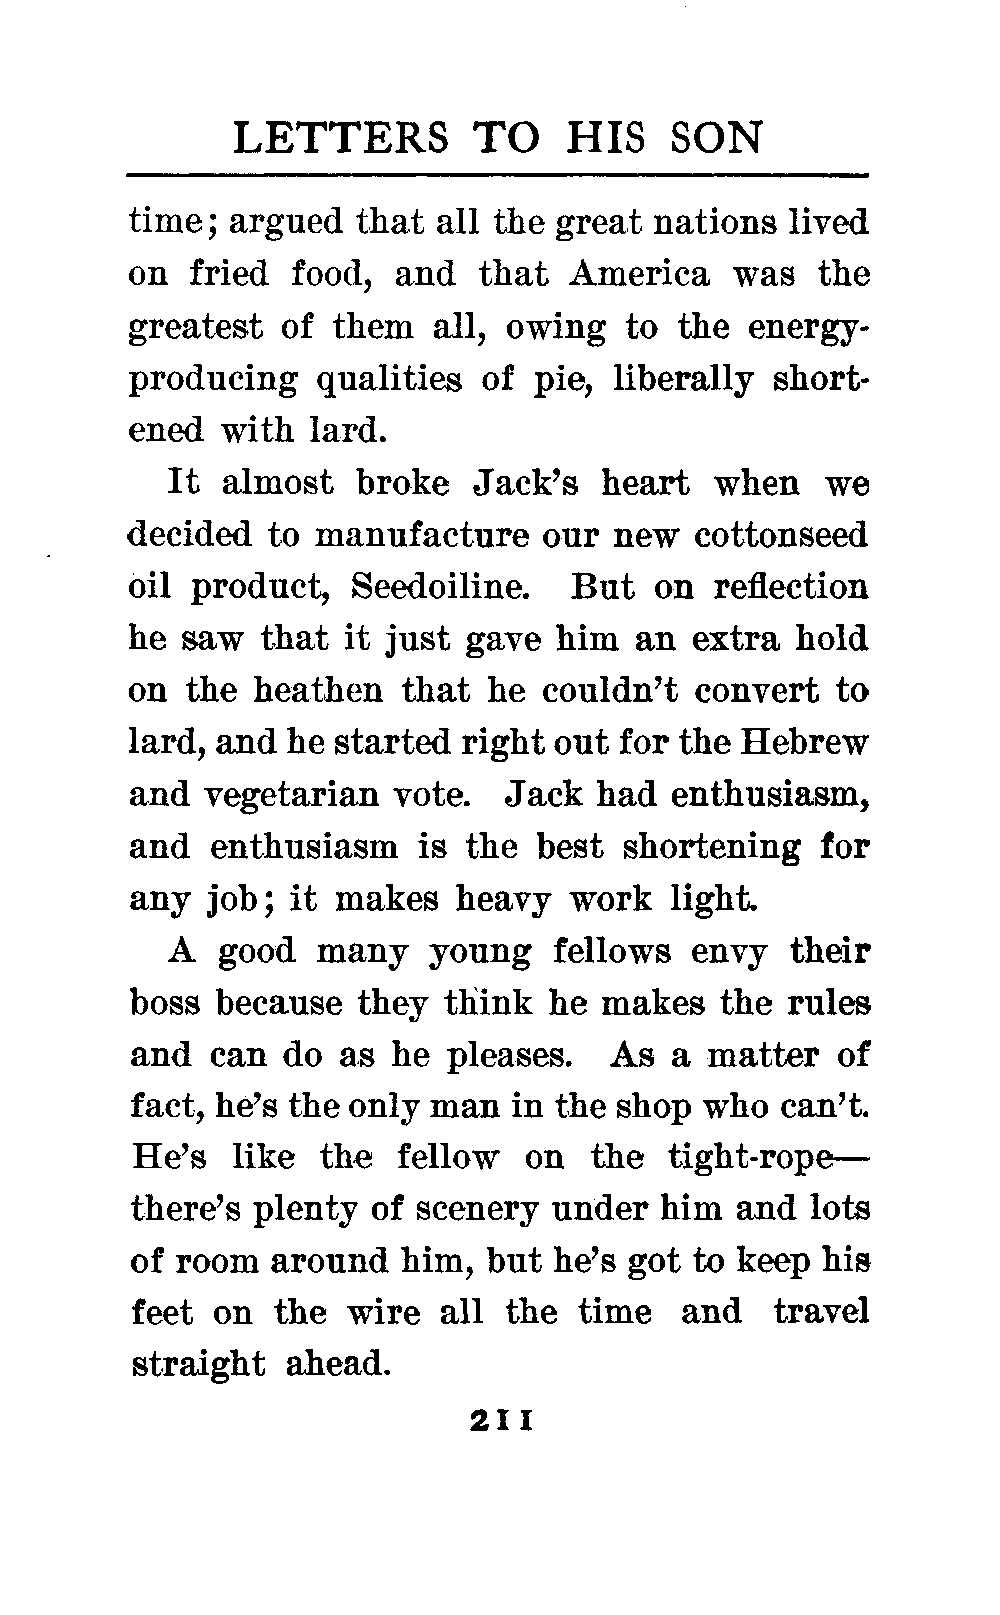 LETTERS TO HIS SON
time; argued that all the great nations lived
on fried food, and that America was the
greatest of them all, owing to the energy-
producing qualities of pie, liberally short-
ened with lard.
It almost broke Jack's heart when we
decided to manufacture our new cottonseed
oil product, Seedoiline. But on reflection
he saw that it just gave him an extra hold
on the heathen that he couldn't convert to
lard, and he started right out for the Hebrew
and vegetarian vote. Jack had enthusiasm,
and enthusiasm is the best shortening for
any job; it makes heavy work light.
A good many young fellows envy their
boss because they think he makes the rules
and can do as he pleases. As a matter of
fact, he's the only man in the shop who can't.
He's like the fellow on the tight-rope—
there's plenty of scenery under him and lots
of room around him, but he's got to keep his
feet on the wire all the time and travel
straight ahead.
211